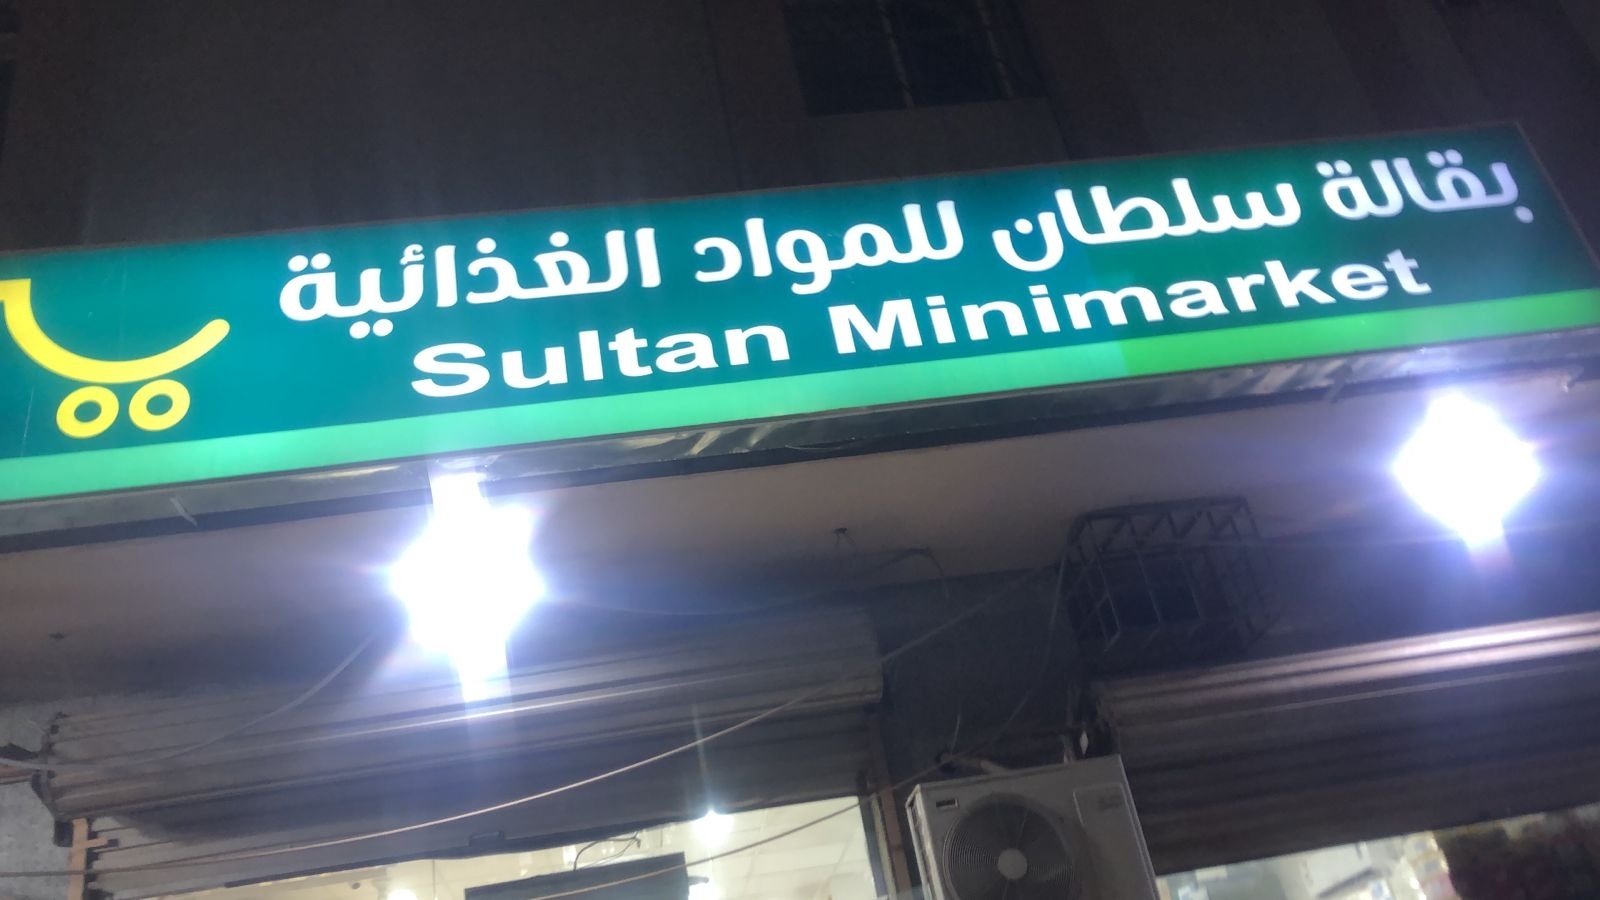 بقالة سلطان للمواد الغذائية
Sultan Minimarket